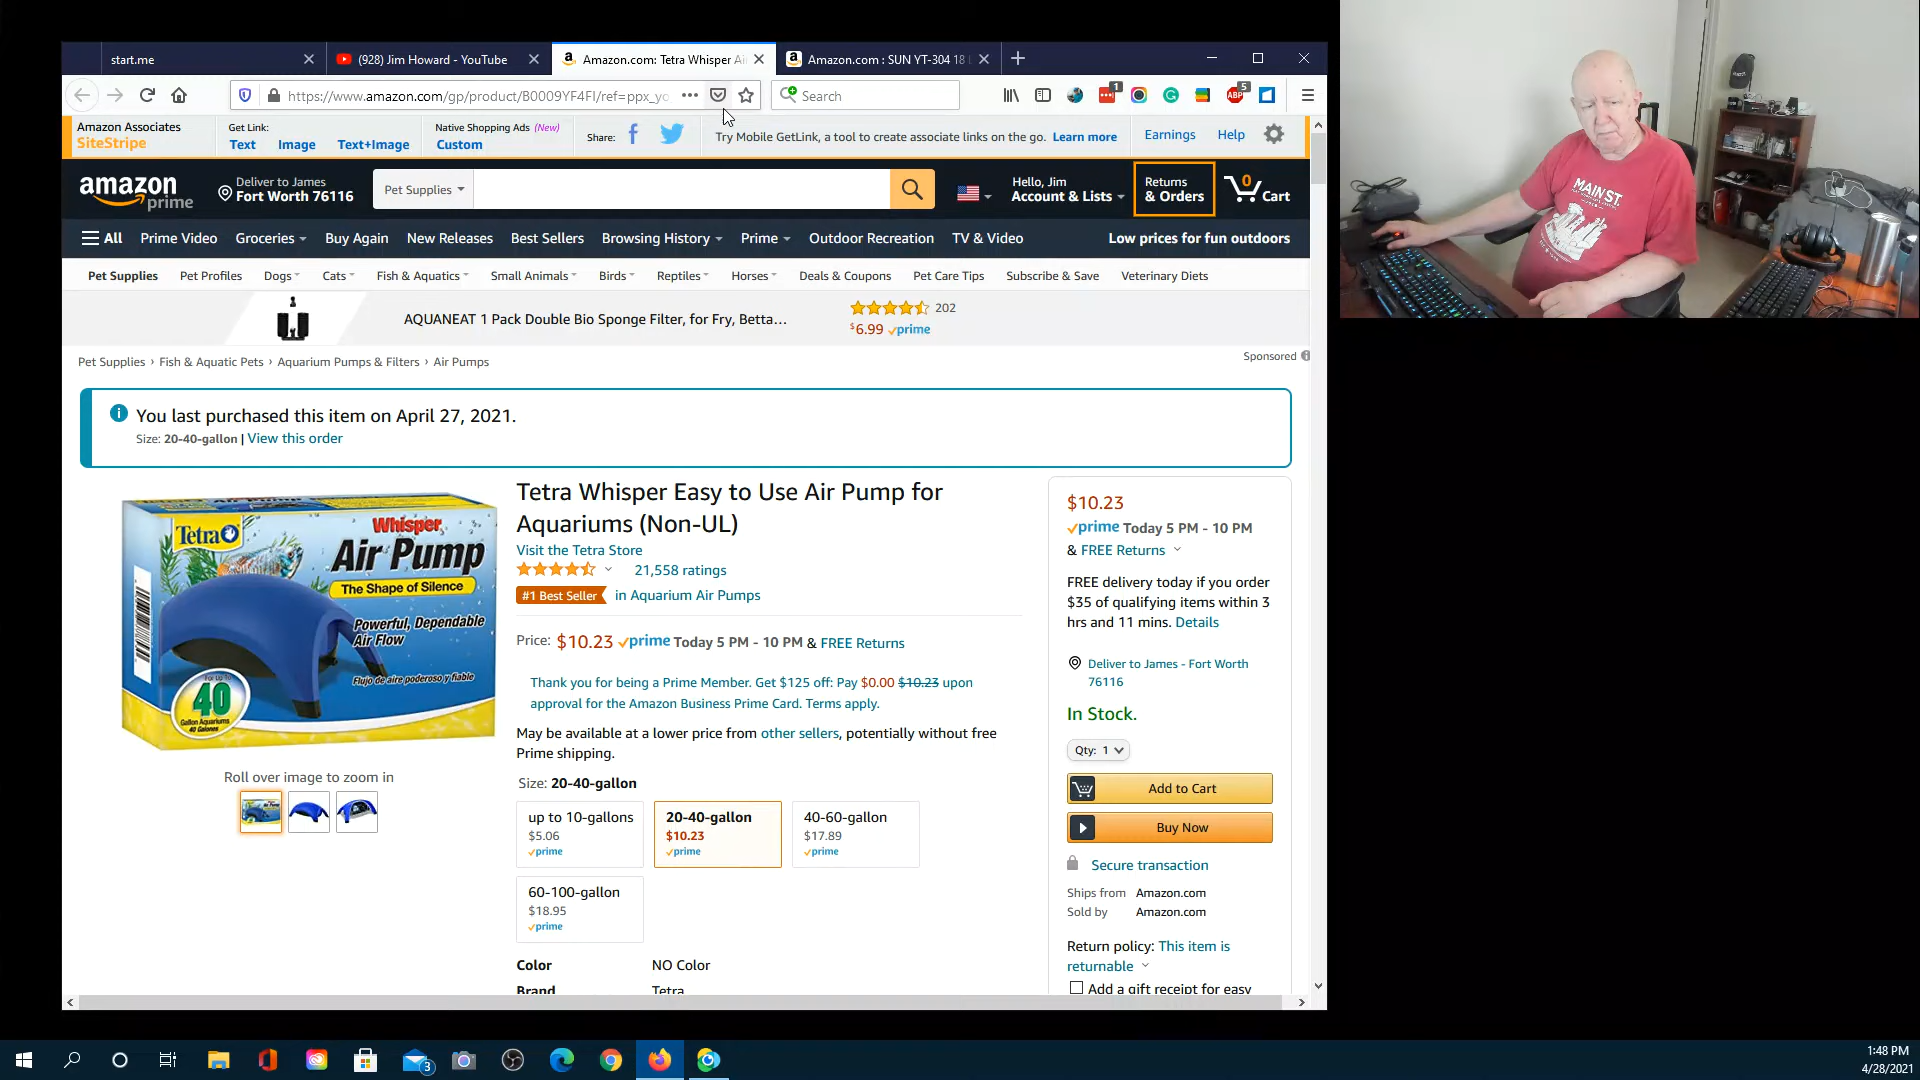 start.me
(928) Jim Howard - YouTube
Amazon.com: Tetra Whisper Ai
Amazon.com : SUN YT-304 18 L
https://www.amazon.com/gp/product/B0009YF4FI/ref=ppx_yo
Search
1
5
ABP
Amazon Associates
SiteStripe
Get Link:
Text Image Text+Image
Native Shopping Ads (New)
Custom
Share:
Try Mobile GetLink, a tool to create associate links on the go. Learn more
Earnings
Help
amazon
prime
Deliver to James
Fort Worth 76116
Pet Supplies
Hello, Jim
Account & Lists
Returns
& Orders
0
Cart
All Prime Video Groceries Buy Again New Releases Best Sellers Browsing History Prime Outdoor Recreation TV & Video Low prices for fun outdoors
Pet Supplies Pet Profiles Dogs Cats Fish & Aquatics Small Animals Birds Reptiles Horses Deals & Coupons Pet Care Tips Subscribe & Save Veterinary Diets
AQUANEAT 1 Pack Double Bio Sponge Filter, for Fry, Betta...
202
$6.99 prime
Sponsored
Pet Supplies › Fish & Aquatic Pets › Aquarium Pumps & Filters › Air Pumps
You last purchased this item on April 27, 2021.
Size: 20-40-gallon | View this order
Tetra
Whisper
Air Pump
The Shape of Silence
Powerful, Dependable
Air Flow
Flujo de aire poderoso y fiable
For Up To
40
Gallon Aquariums
40 Galones
Roll over image to zoom in
Tetra Whisper Easy to Use Air Pump for
Aquariums (Non-UL)
Visit the Tetra Store
21,558 ratings
#1 Best Seller in Aquarium Air Pumps
Price: $10.23 prime Today 5 PM - 10 PM & FREE Returns
Thank you for being a Prime Member. Get $125 off: Pay $0.00 $10.23 upon
approval for the Amazon Business Prime Card. Terms apply.
May be available at a lower price from other sellers, potentially without free
Prime shipping.
Size: 20-40-gallon
up to 10-gallons
$5.06
prime
20-40-gallon
$10.23
prime
40-60-gallon
$17.89
prime
60-100-gallon
$18.95
prime
Color NO Color
Brand Tetra
$10.23
prime Today 5 PM - 10 PM
& FREE Returns
FREE delivery today if you order
$35 of qualifying items within 3
hrs and 11 mins. Details
Deliver to James - Fort Worth
76116
In Stock.
Qty: 1
Add to Cart
Buy Now
Secure transaction
Ships from Amazon.com
Sold by Amazon.com
Return policy: This item is
returnable
Add a gift receipt for easy
MAIN ST.
3
1:48 PM
4/28/2021